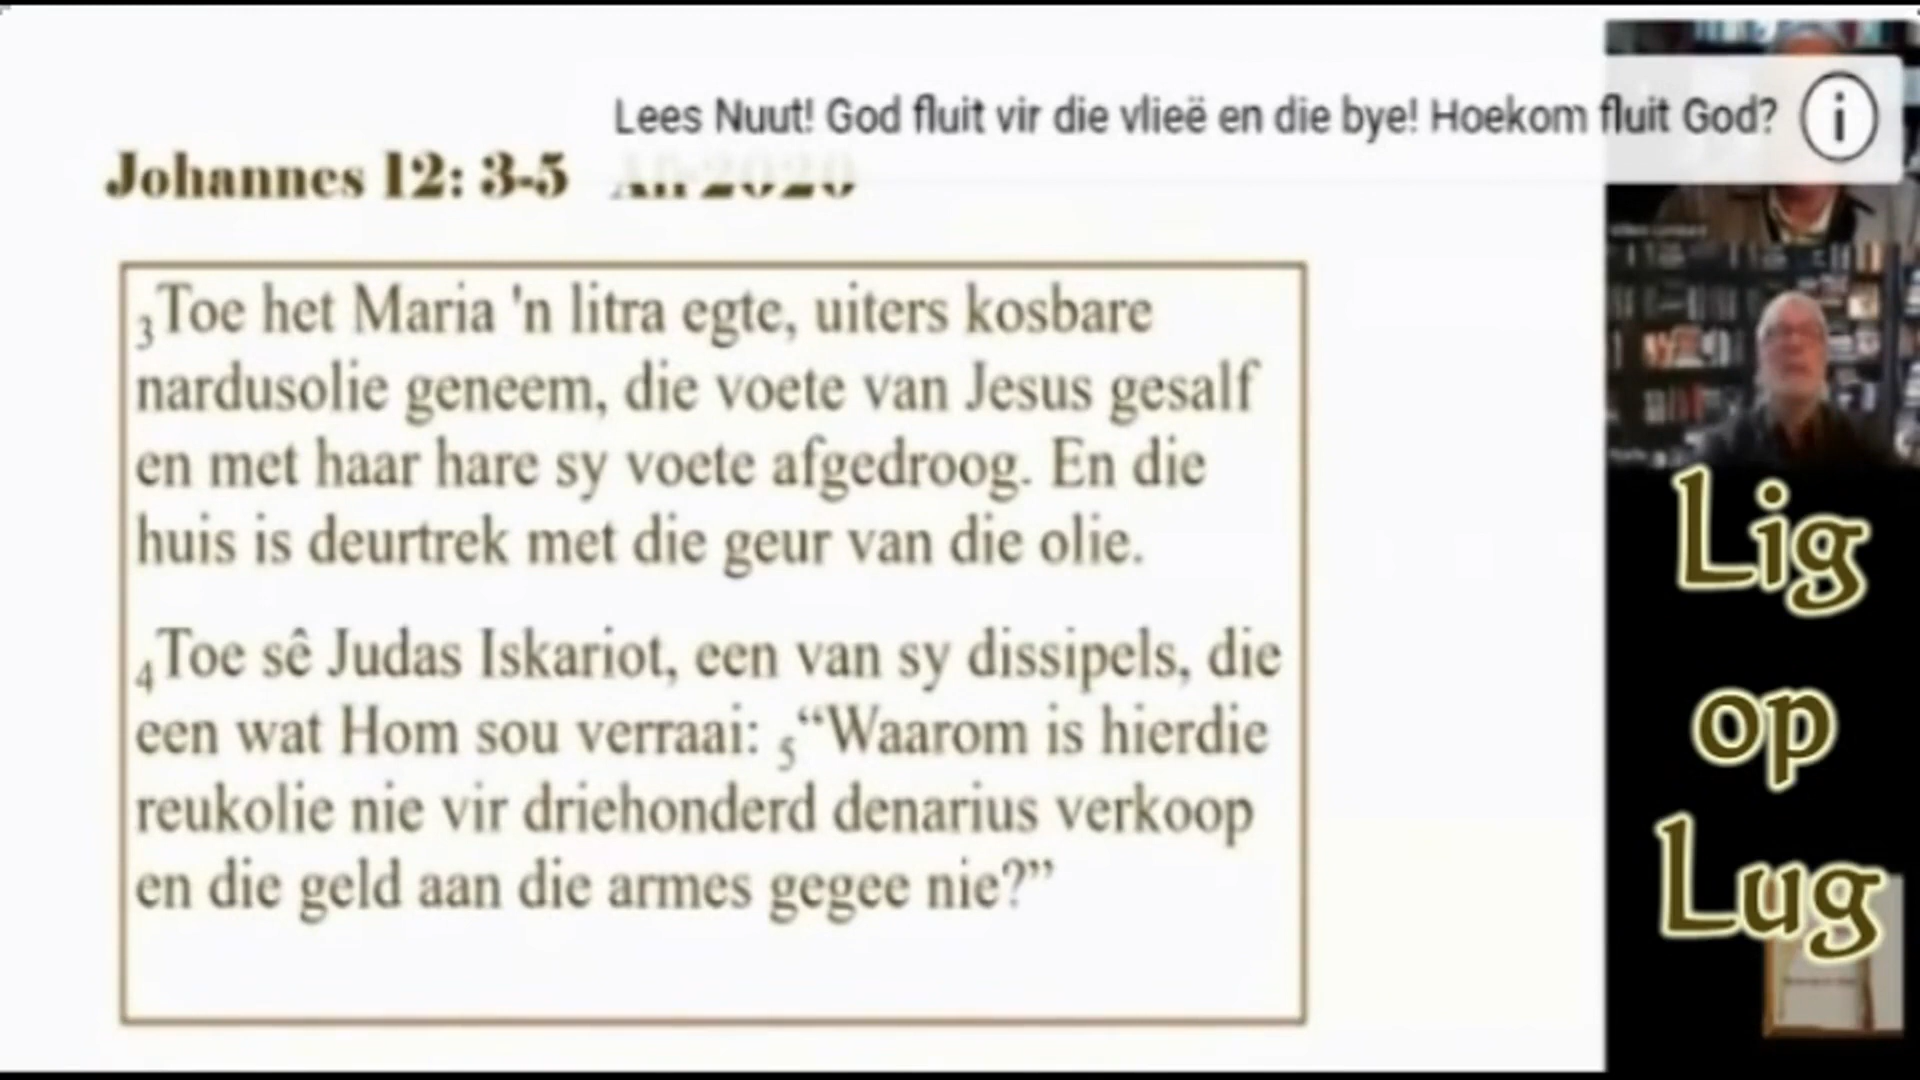 Lees Nuut! God fluit vir die vlieë en die bye! Hoekom fluit God?
Johannes 12: 3-5
3Toe het Maria 'n litra egte, uiters kosbare
nardusolie geneem, die voete van Jesus gesalf
en met haar hare sy voete afgedroog. En die
huis is deurtrek met die geur van die olie.
4Toe sê Judas Iskariot, een van sy dissipels, die
een wat Hom sou verraai: 5“Waarom is hierdie
reukolie nie vir driehonderd denarius verkoop
en die geld aan die armes gegee nie?”
Lig
op
Lug